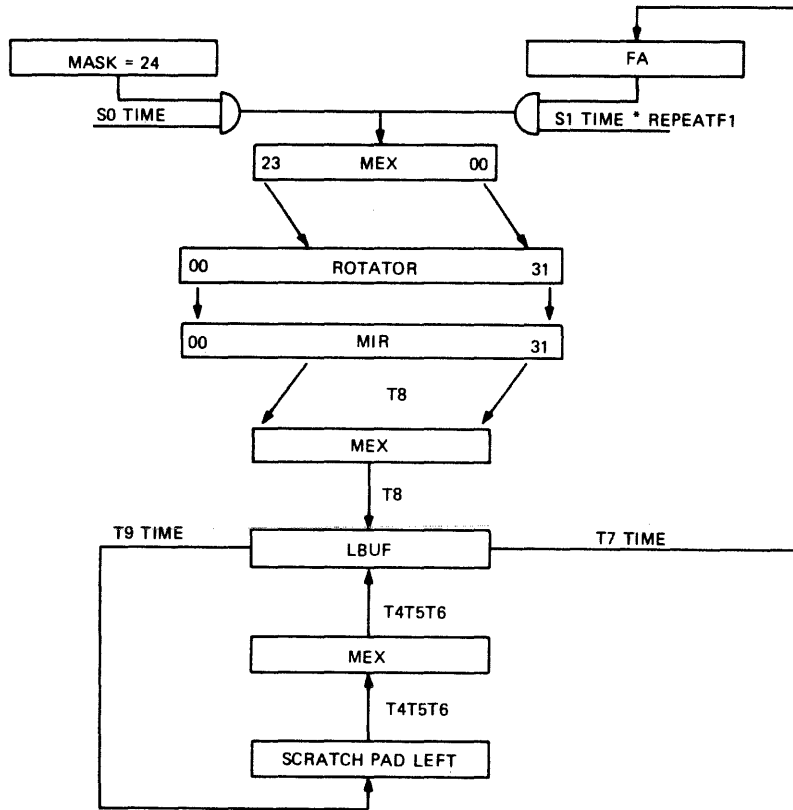 MASK = 24
FA
S0 TIME
S1 TIME * REPEATF1
23 MEX 00
00 ROTATOR 31
00 MIR 31
T8
MEX
T8
T9 TIME
LBUF
T7 TIME
T4T5T6
MEX
T4T5T6
SCRATCH PAD LEFT